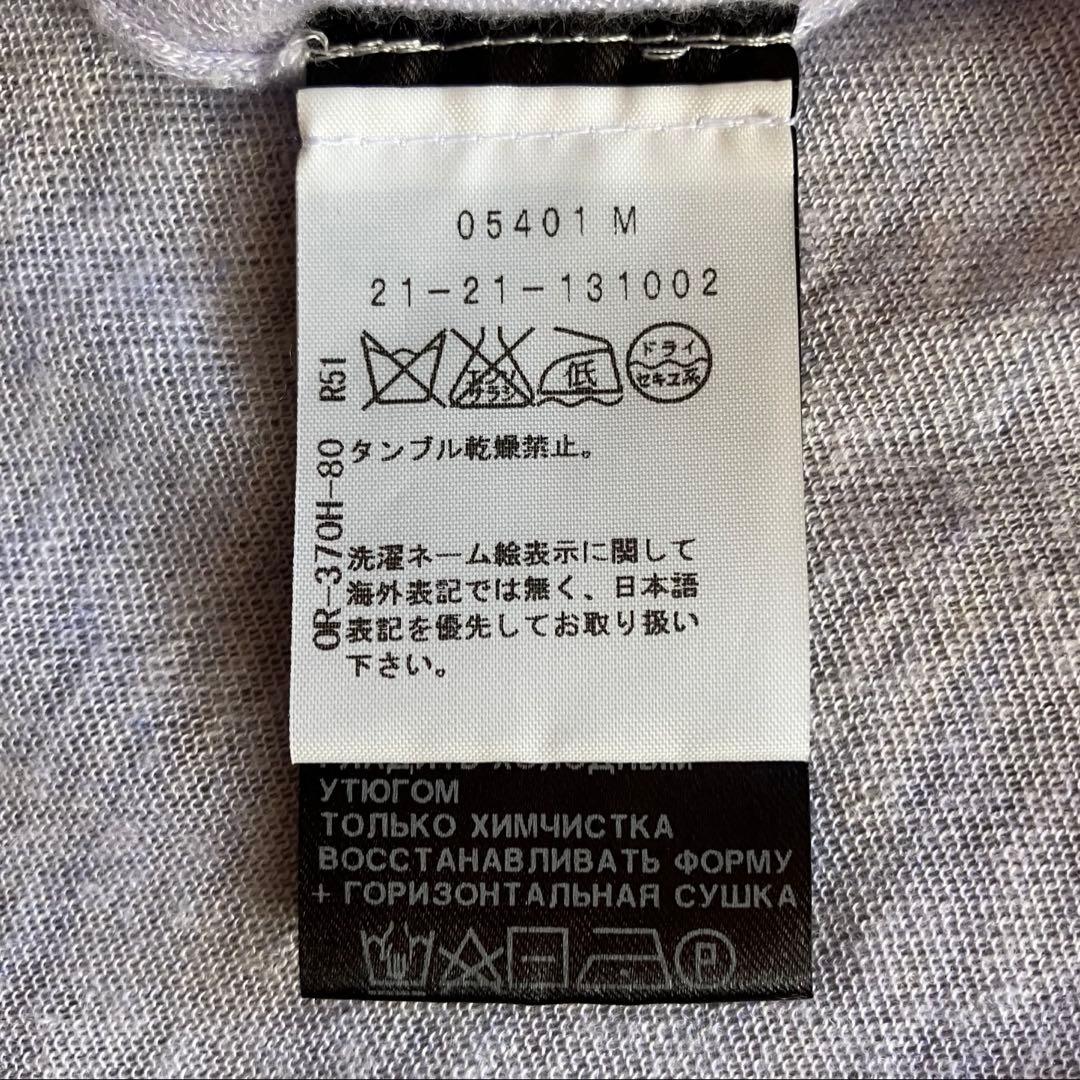 05401 M
21-21-131002
低
ドライ
セキユ系
R51
OR-370H-80
タンブル乾燥禁止。
洗濯ネーム絵表示に関して
海外表記では無く、日本語
表記を優先してお取り扱い
下さい。
ГЛАДИТЬ ХОЛОДНЫМ
УТЮГОМ
ТОЛЬКО ХИМЧИСТКА
ВОССТАНАВЛИВАТЬ ФОРМУ
+ ГОРИЗОНТАЛЬНАЯ СУШКА
P